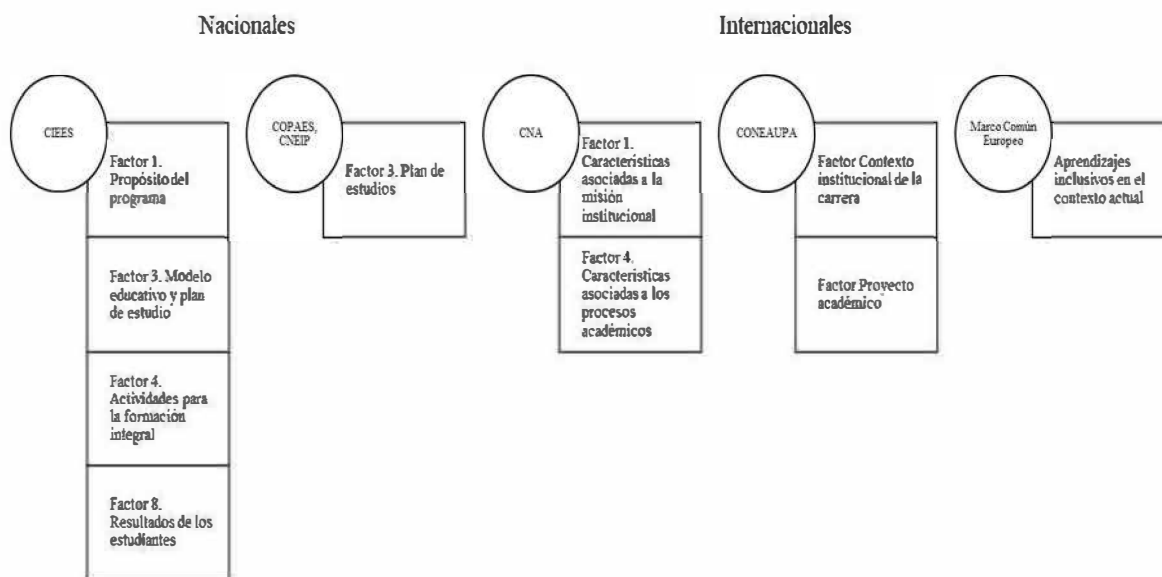 Nacionales
Internacionales
CIEES
Factor 1.
Propósito del
programa
Factor 3. Modelo
educativo y plan
de estudio
Factor 4.
Actividades para
la formación
integral
Factor 8.
Resultados de los
estudiantes
COPAES,
CNEIP
Factor 3. Plan de
estudios
CNA
Factor 1.
Características
asociadas a la
misión
institucional
Factor 4.
Características
asociadas a los
procesos
académicos
CONEAUPA
Factor Contexto
institucional de la
carrera
Factor Proyecto
académico
Marco Común
Europeo
Aprendizajes
inclusivos en el
contexto actual